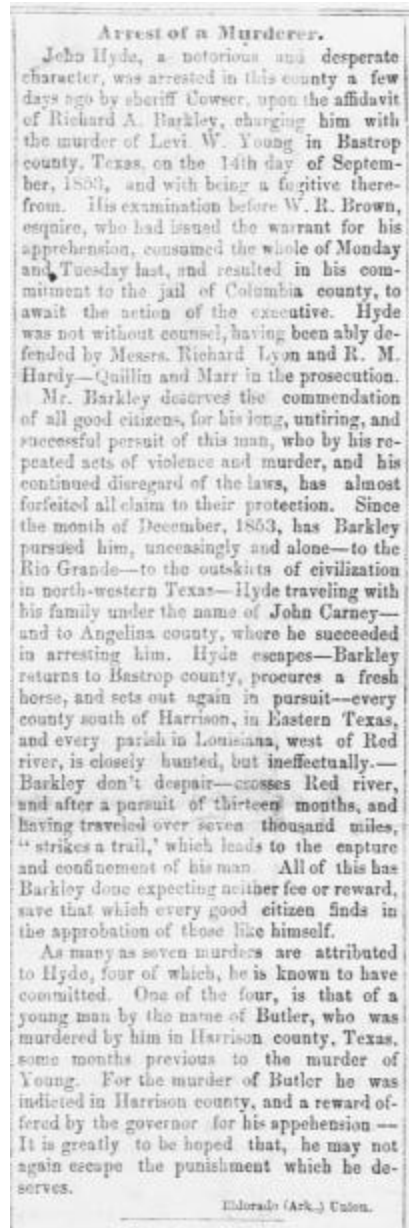 Arrest of a Murderer.
John Hyde, a notorious and desperate
character, was arrested in this county a few
days ago by sheriff Cowser, upon the affidavit
of Richard A. Barkley, charging him with
the murder of Levi W. Young in Bastrop
county, Texas, on the 14th day of Septem-
ber, 1853, and with being a fugitive there-
from. His examination before W. R. Brown,
esquire, who had issued the warrant for his
apprehension, consumed the whole of Monday
and Tuesday last, and resulted in his com-
mitment to the jail of Columbia county, to
await the action of the executive. Hyde
was not without counsel, having been ably de-
fended by Messrs. Richard Lyon and R. M.
Hardy—Quillin and Marr in the prosecution.
Mr. Barkley deserves the commendation
of all good citizens, for his long, untiring, and
successful persuit of this man, who by his re-
peated acts of violence and murder, and his
continued disregard of the laws, has almost
forfeited all claim to their protection. Since
the month of December, 1853, has Barkley
pursued him, unceasingly and alone—to the
Rio Grande—to the outskirts of civilization
in north-western Texas—Hyde traveling with
his family under the name of John Carney—
and to Angelina county, where he succeeded
in arresting him. Hyde escapes—Barkley
returns to Bastrop county, procures a fresh
horse, and sets out again in pursuit—every
county south of Harrison, in Eastern Texas,
and every parish in Louisiana, west of Red
river, is closely hunted, but ineffectually.—
Barkley don't despair—crosses Red river,
and after a pursuit of thirteen months, and
having traveled over seven thousand miles,
" strikes a trail,' which leads to the capture
and confinement of his man. All of this has
Barkley done expecting neither fee or reward,
save that which every good citizen finds in
the approbation of those like himself.
As many as seven murders are attributed
to Hyde, four of which, he is known to have
committed. One of the four, is that of a
young man by the name of Butler, who was
murdered by him in Harrison county, Texas,
some months previous to the murder of
Young. For the murder of Butler he was
indicted in Harrison county, and a reward of-
fered by the governor for his appehension —
It is greatly to be hoped that, he may not
again escape the punishment which he de-
serves.
Eldorado (Ark.,) Union.